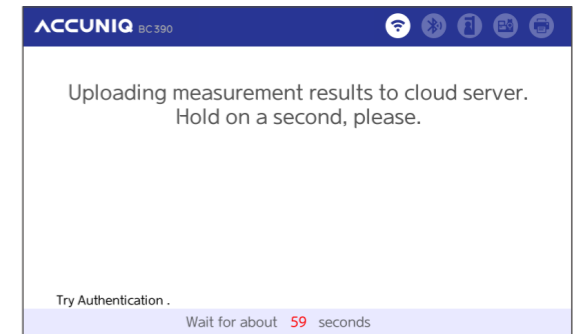 ACCUNIQ BC390
Uploading measurement results to cloud server.
Hold on a second, please.
Try Authentication .
Wait for about 59 seconds